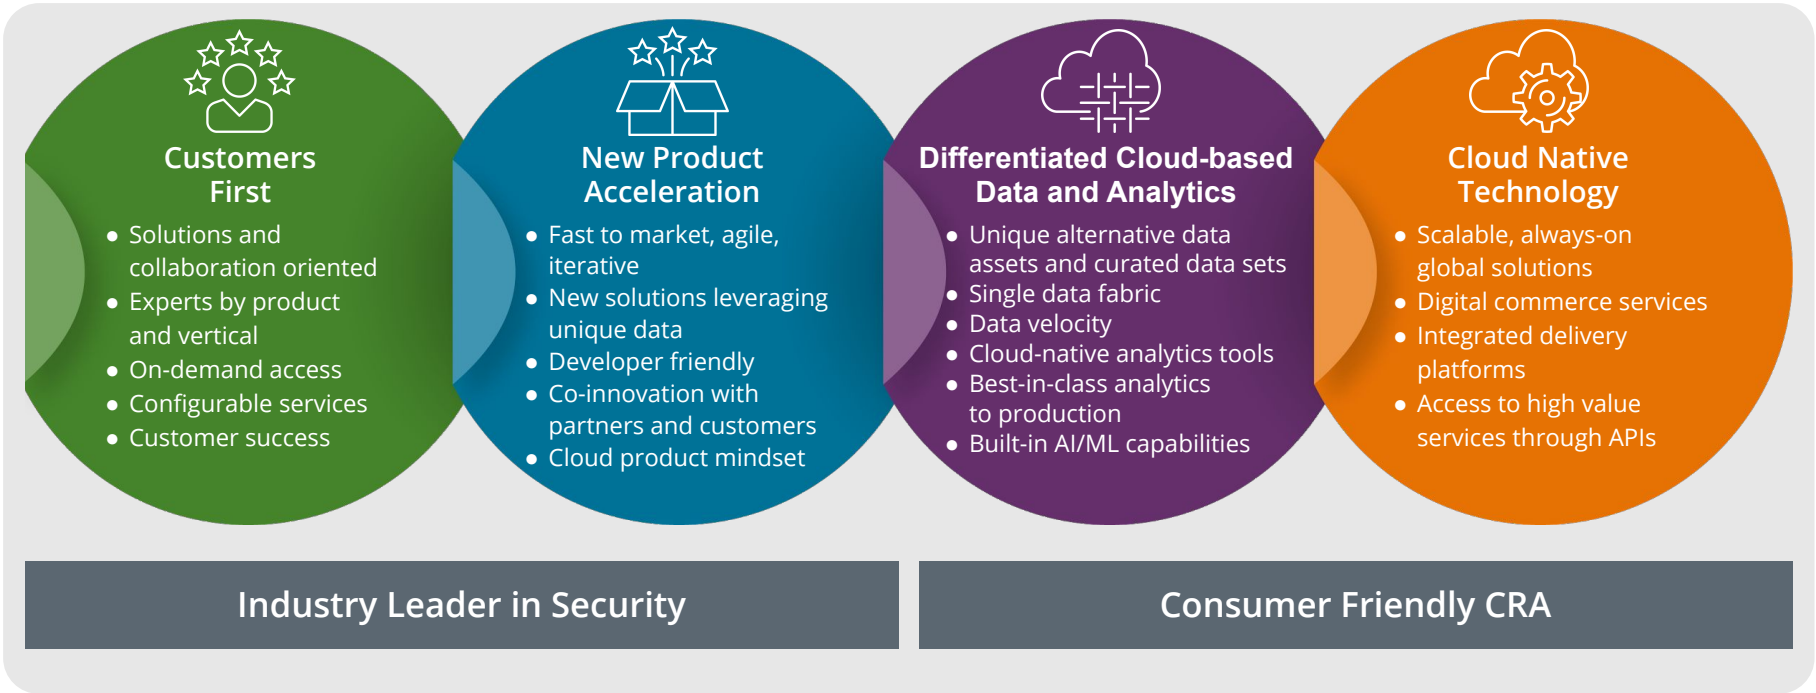 Customers
First
● Solutions and
collaboration oriented
● Experts by product
and vertical
● On-demand access
● Configurable services
● Customer success
New Product
Acceleration
● Fast to market, agile,
iterative
● New solutions leveraging
unique data
● Developer friendly
● Co-innovation with
partners and customers
● Cloud product mindset
Differentiated Cloud-based
Data and Analytics
● Unique alternative data
assets and curated data sets
● Single data fabric
● Data velocity
● Cloud-native analytics tools
● Best-in-class analytics
to production
● Built-in AI/ML capabilities
Cloud Native
Technology
● Scalable, always-on
global solutions
● Digital commerce services
● Integrated delivery
platforms
● Access to high value
services through APIs
Industry Leader in Security
Consumer Friendly CRA